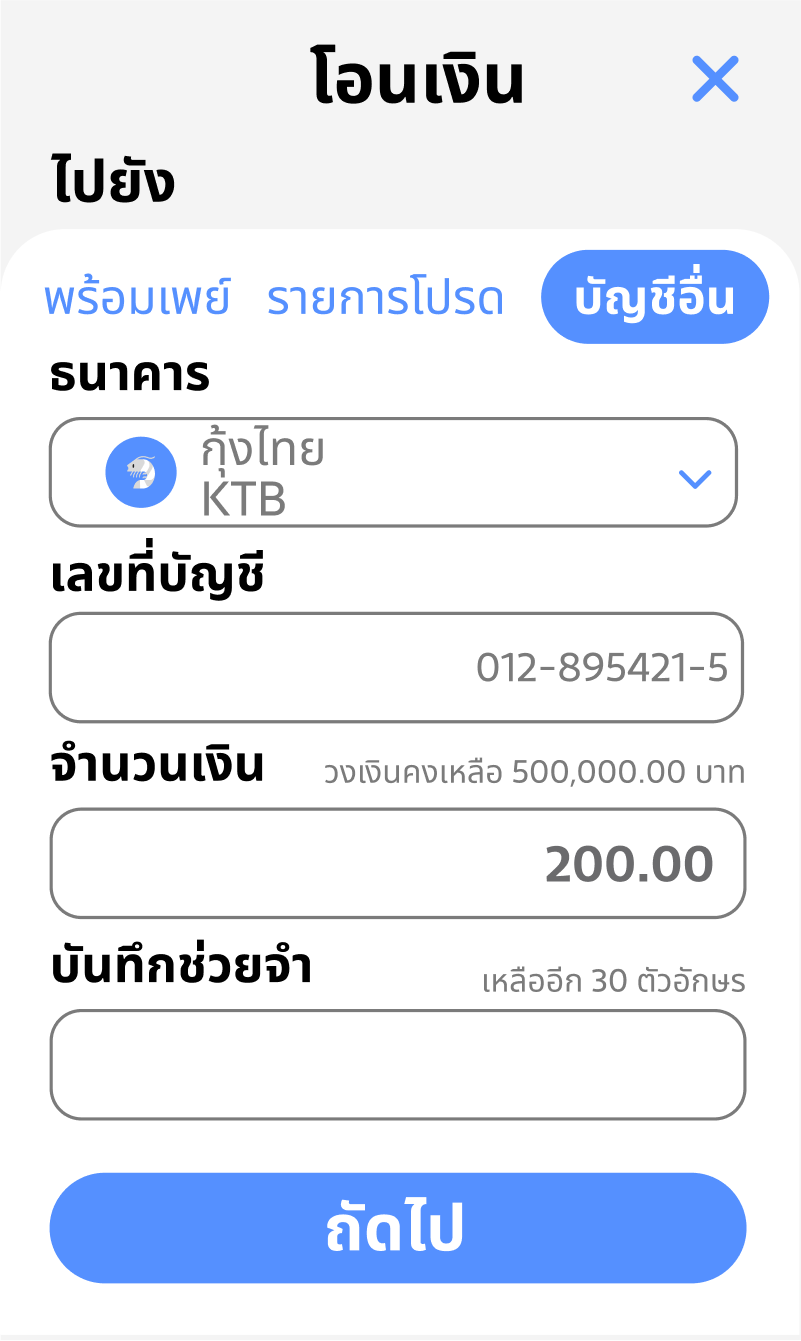 โอนเงิน
ไปยัง
พร้อมเพย์ รายการโปรด บัญชีอื่น
ธนาคาร
กุ้งไทย
KTB
เลขที่บัญชี
012-895421-5
จำนวนเงิน วงเงินคงเหลือ 500,000.00 บาท
200.00
บันทึกช่วยจำ เหลืออีก 30 ตัวอักษร
ถัดไป